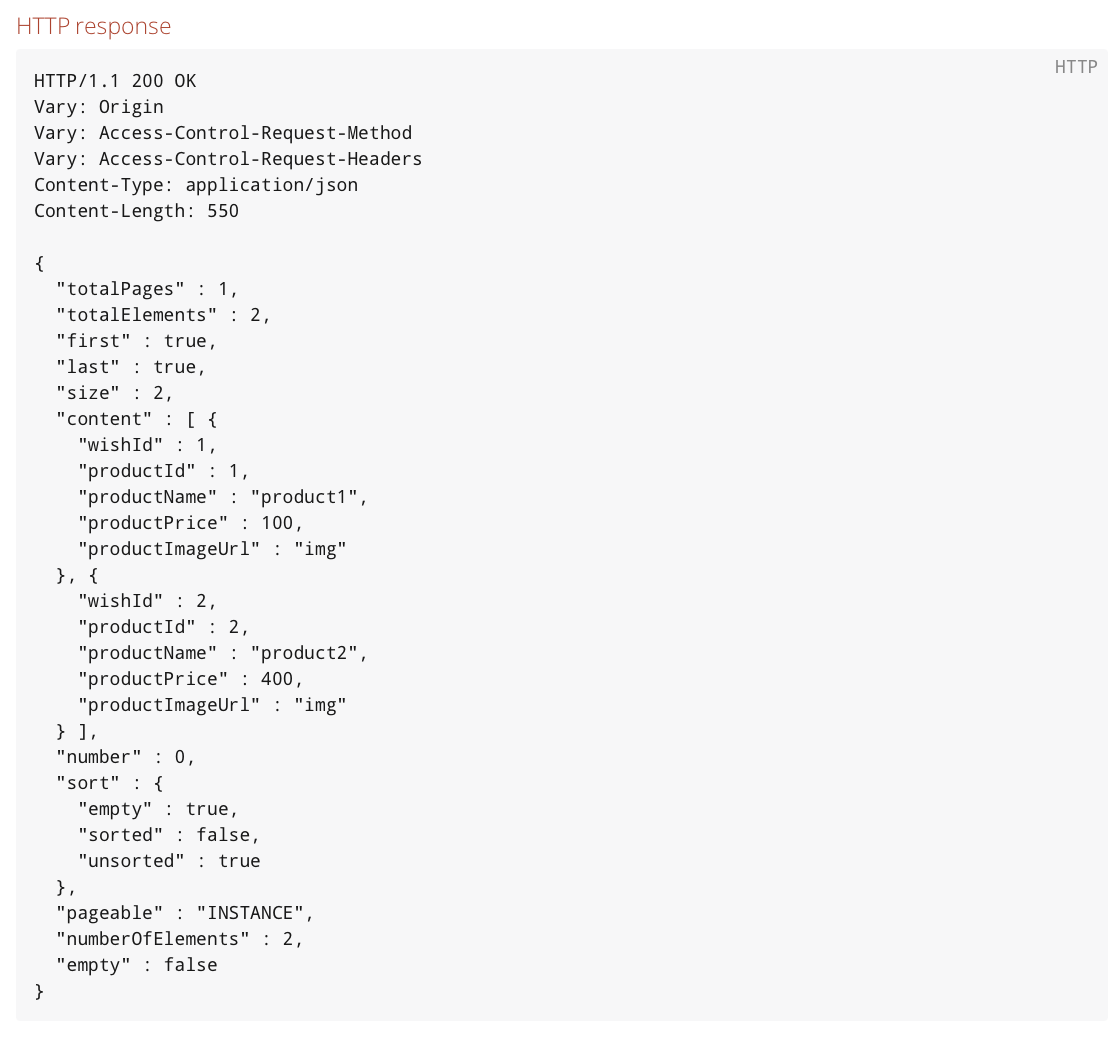 HTTP response
HTTP
HTTP/1.1 200 OK
Vary: Origin
Vary: Access-Control-Request-Method
Vary: Access-Control-Request-Headers
Content-Type: application/json
Content-Length: 550

{
  "totalPages" : 1,
  "totalElements" : 2,
  "first" : true,
  "last" : true,
  "size" : 2,
  "content" : [ {
    "wishId" : 1,
    "productId" : 1,
    "productName" : "product1",
    "productPrice" : 100,
    "productImageUrl" : "img"
  }, {
    "wishId" : 2,
    "productId" : 2,
    "productName" : "product2",
    "productPrice" : 400,
    "productImageUrl" : "img"
  } ],
  "number" : 0,
  "sort" : {
    "empty" : true,
    "sorted" : false,
    "unsorted" : true
  },
  "pageable" : "INSTANCE",
  "numberOfElements" : 2,
  "empty" : false
}